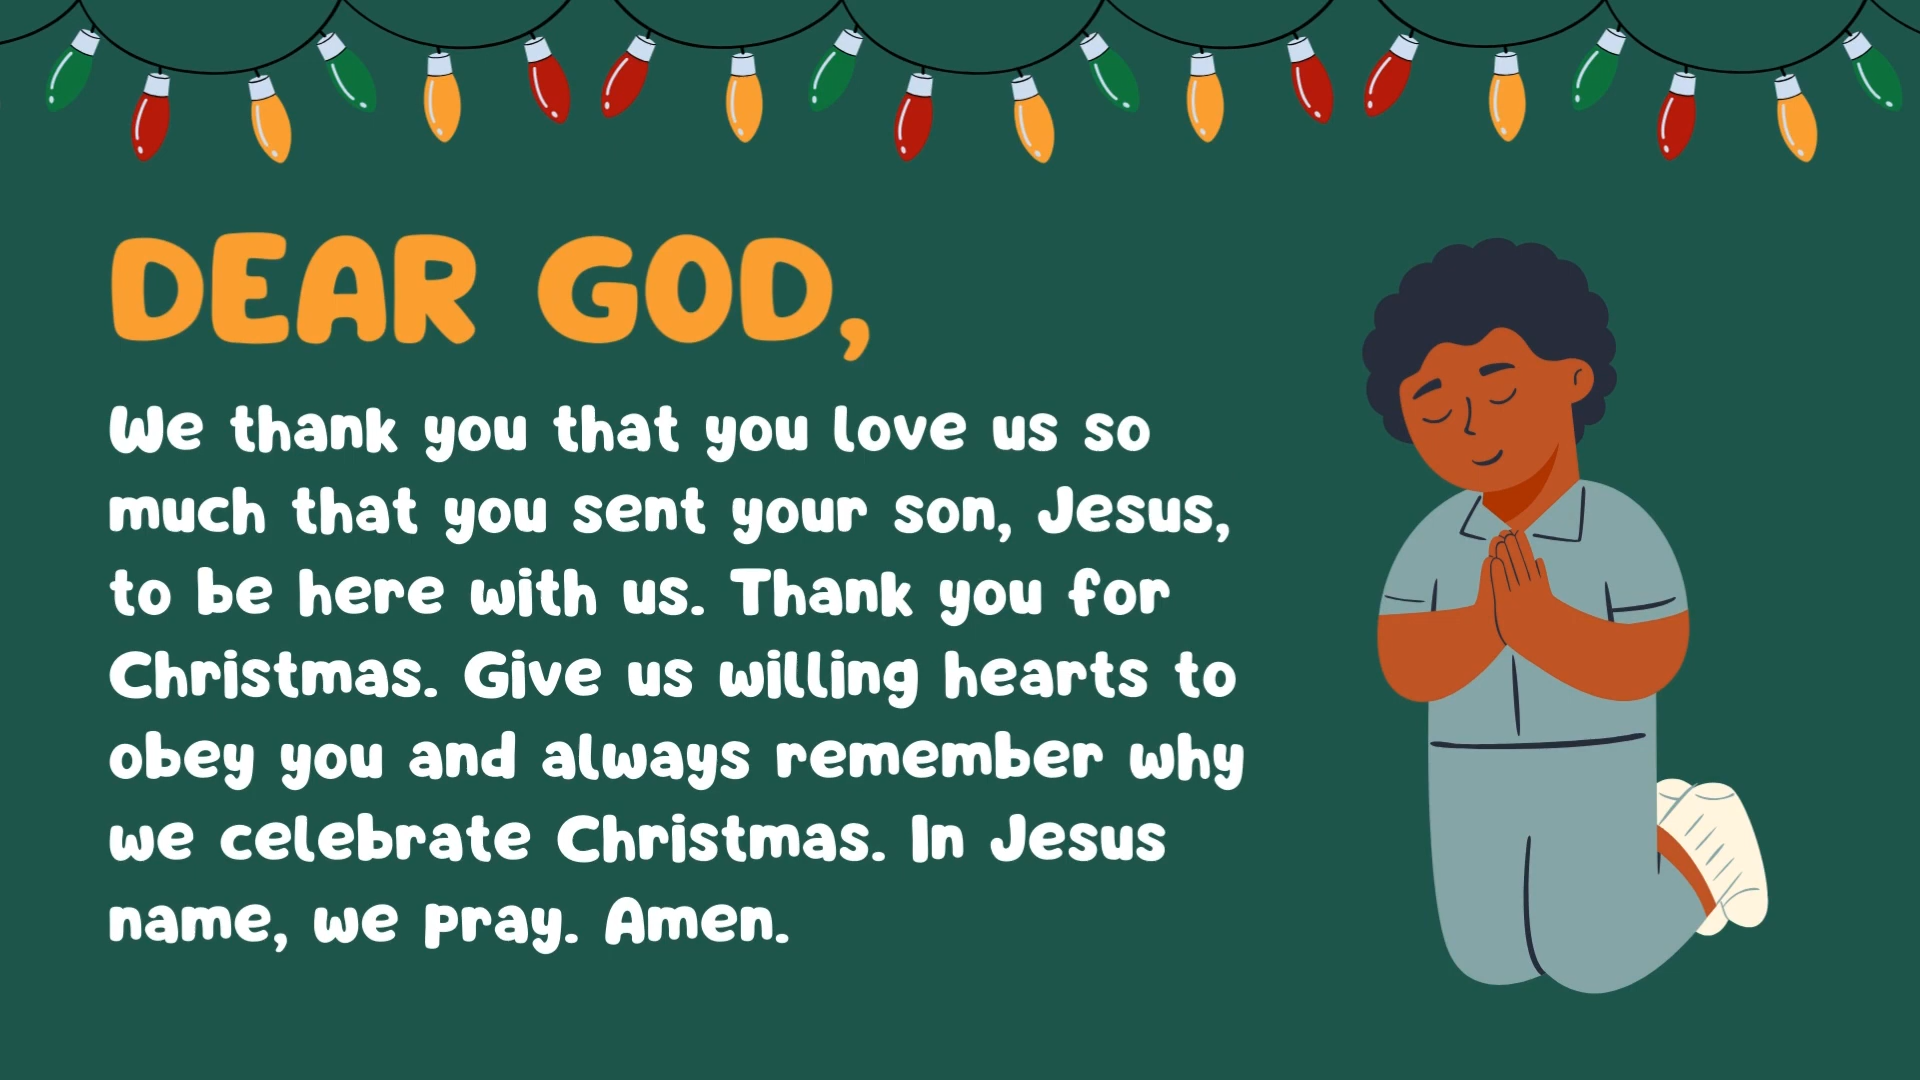 DEAR GOD,
We thank you that you love us so
much that you sent your son, Jesus,
to be here with us. Thank you for
Christmas. Give us willing hearts to
obey you and always remember why
we celebrate Christmas. In Jesus
name, we pray. Amen.